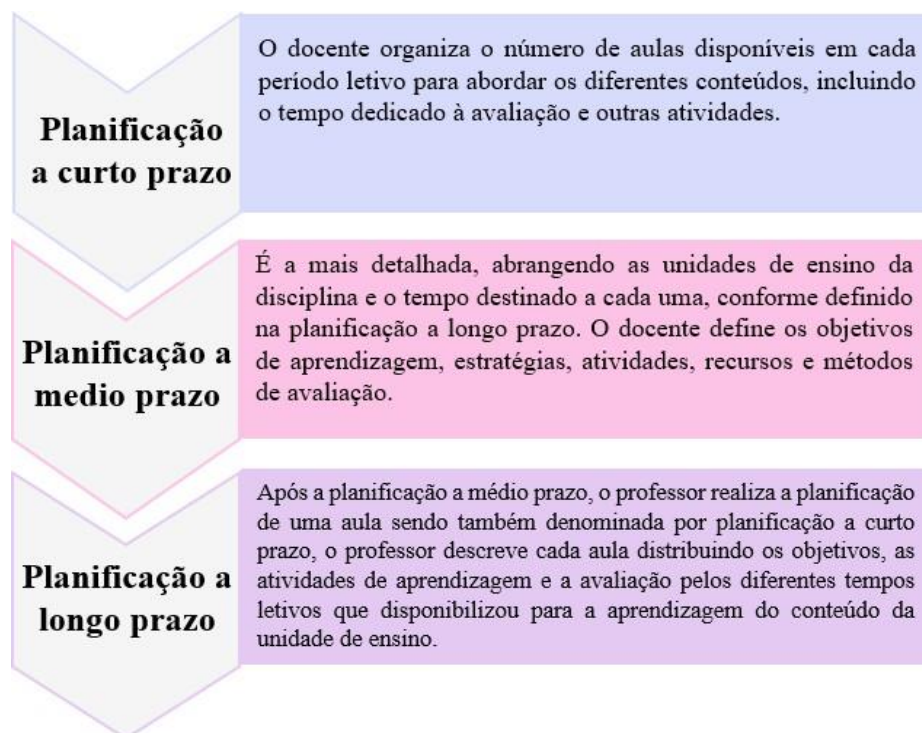 Planificação
a curto prazo
O docente organiza o número de aulas disponíveis em cada
período letivo para abordar os diferentes conteúdos, incluindo
o tempo dedicado à avaliação e outras atividades.
Planificação a
medio prazo
É a mais detalhada, abrangendo as unidades de ensino da
disciplina e o tempo destinado a cada uma, conforme definido
na planificação a longo prazo. O docente define os objetivos
de aprendizagem, estratégias, atividades, recursos e métodos
de avaliação.
Planificação a
longo prazo
Após a planificação a médio prazo, o professor realiza a planificação
de uma aula sendo também denominada por planificação a curto
prazo, o professor descreve cada aula distribuindo os objetivos, as
atividades de aprendizagem e a avaliação pelos diferentes tempos
letivos que disponibilizou para a aprendizagem do conteúdo da
unidade de ensino.